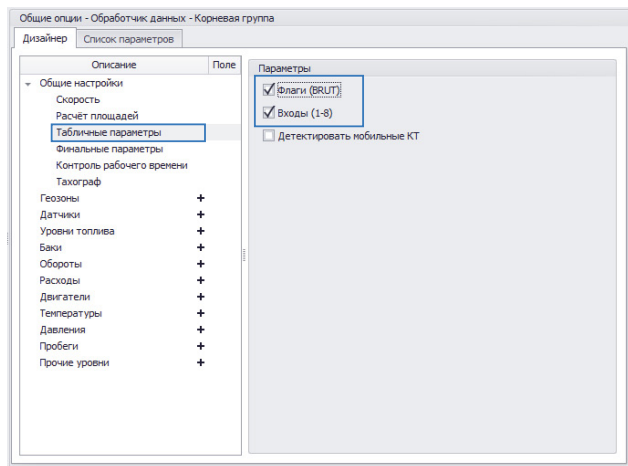 Общие опции - Обработчик данных - Корневая группа
Дизайнер Список параметров
Описание Поле
Общие настройки
Скорость
Расчёт площадей
Табличные параметры
Финальные параметры
Контроль рабочего времени
Тахограф
Геозоны +
Датчики +
Уровни топлива +
Баки +
Обороты +
Расходы +
Двигатели +
Температуры +
Давления +
Пробеги +
Прочие уровни +
Параметры
Флаги (BRUT)
Входы (1-8)
Детектировать мобильные КТ